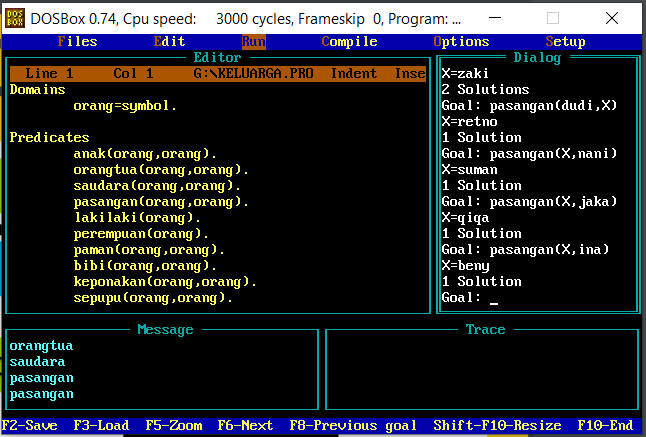 DOS
BOX
DOSBox 0.74, Cpu speed: 3000 cycles, Frameskip 0, Program: ...
Files Edit Run Compile Options Setup
Editor
Line 1 Col 1 G:\KELUARGA.PRO Indent Inse
Domains
orang=symbol.
Predicates
anak(orang,orang).
orangtua(orang,orang).
saudara(orang,orang).
pasangan(orang,orang).
lakilaki(orang).
perempuan(orang).
paman(orang,orang).
bibi(orang,orang).
keponakan(orang,orang).
sepupu(orang,orang).
Dialog
X=zaki
2 Solutions
Goal: pasangan(dudi,X)
X=retno
1 Solution
Goal: pasangan(X,nani)
X=suman
1 Solution
Goal: pasangan(X,jaka)
X=qiqa
1 Solution
Goal: pasangan(X,ina)
X=beny
1 Solution
Goal: _
Message
orangtua
saudara
pasangan
pasangan
Trace
F2-Save F3-Load F5-Zoom F6-Next F8-Previous goal Shift-F10-Resize F10-End